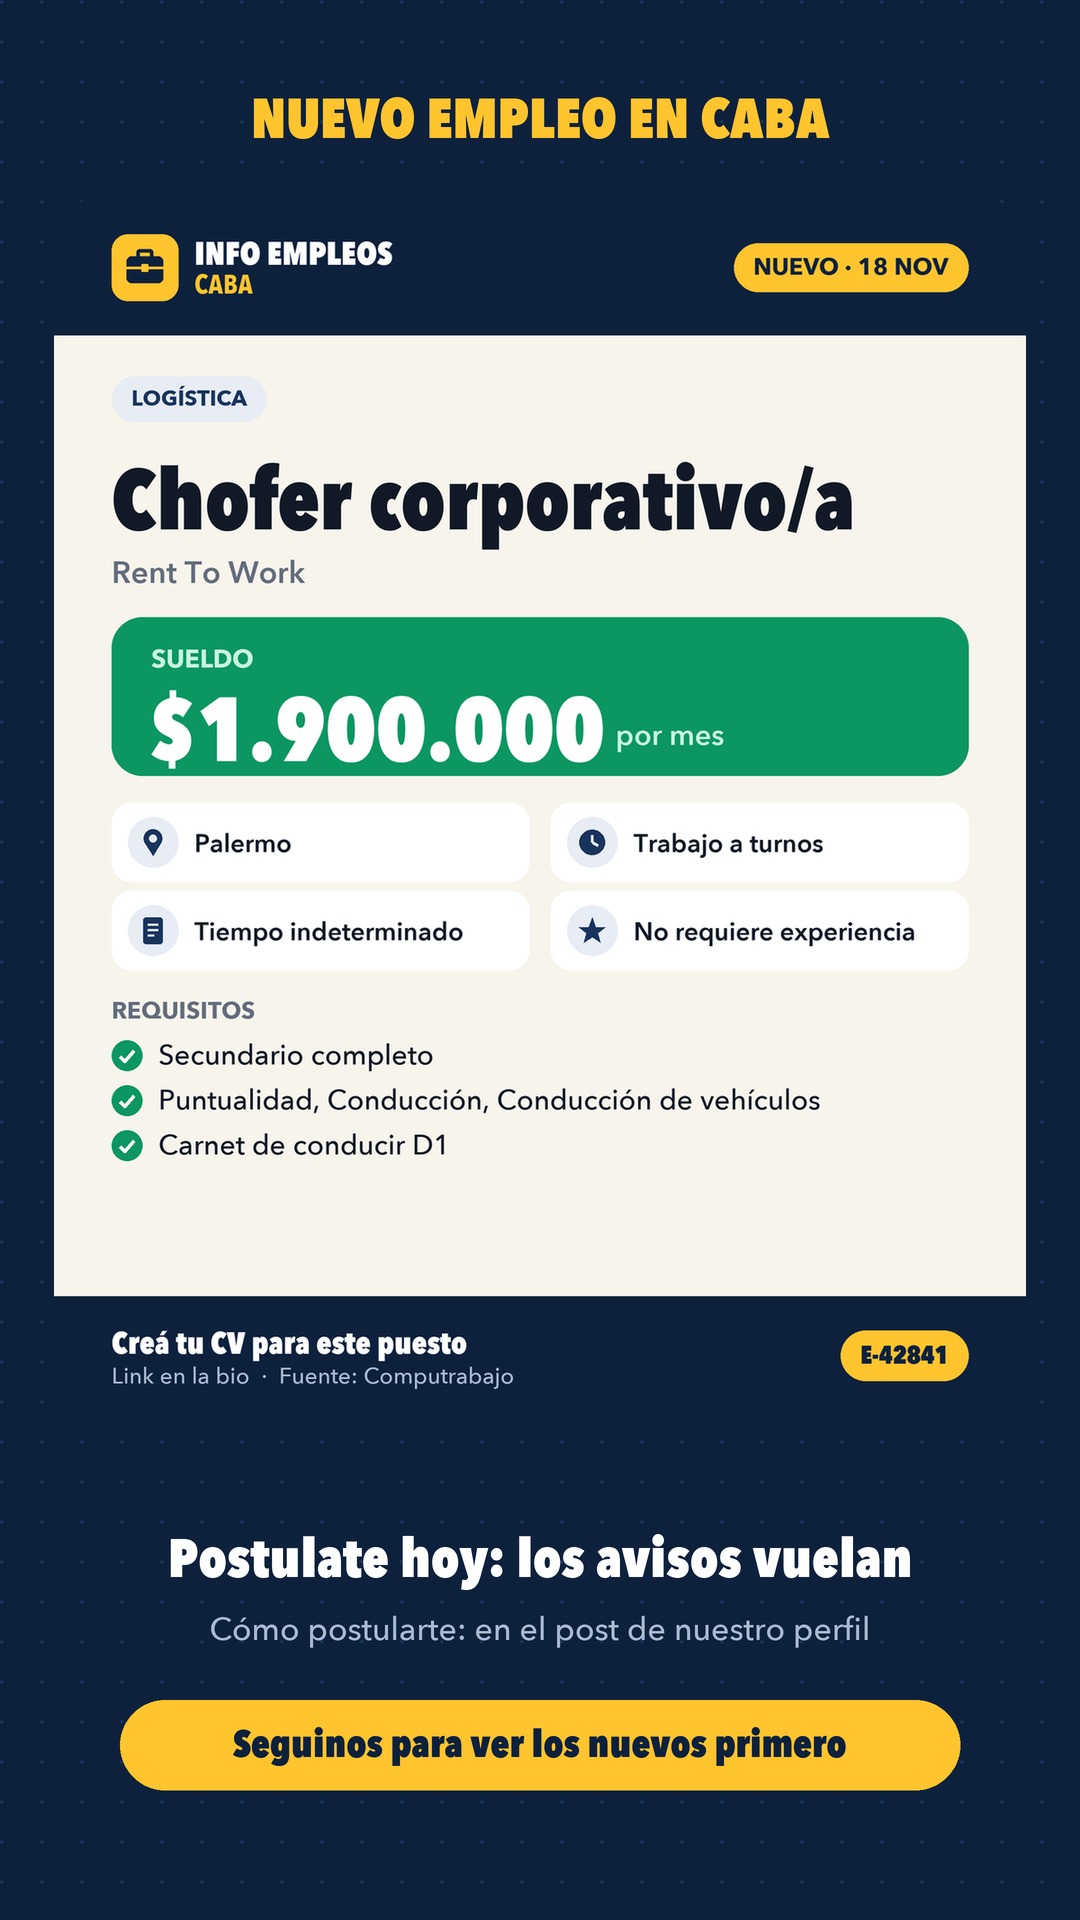 NUEVO EMPLEO EN CABA
INFO EMPLEOS
CABA
NUEVO · 18 NOV
LOGÍSTICA
Chofer corporativo/a
Rent To Work
SUELDO
$1.900.000 por mes
Palermo
Trabajo a turnos
Tiempo indeterminado
No requiere experiencia
REQUISITOS
Secundario completo
Puntualidad, Conducción, Conducción de vehículos
Carnet de conducir D1
Creá tu CV para este puesto
Link en la bio · Fuente: Computrabajo
E-42841
Postulate hoy: los avisos vuelan
Cómo postularte: en el post de nuestro perfil
Seguinos para ver los nuevos primero